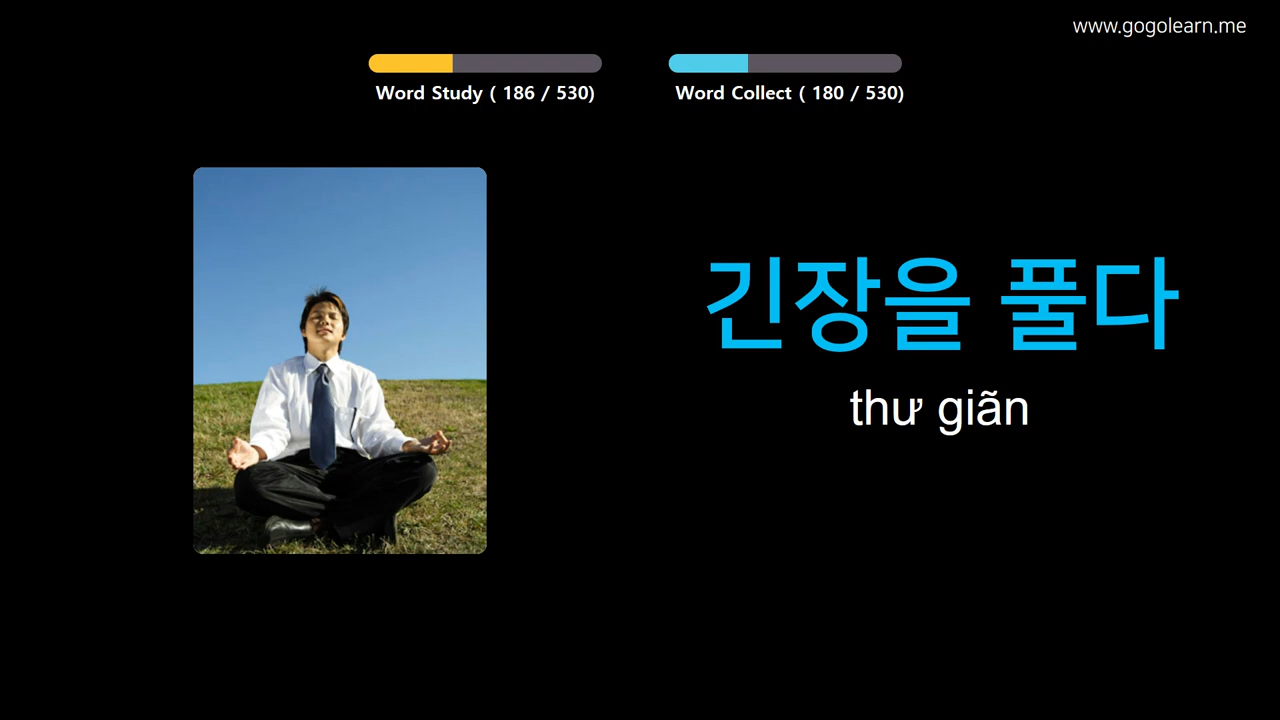 www.gogolearn.me
Word Study ( 186 / 530)
Word Collect ( 180 / 530)
긴장을 풀다
thư giãn